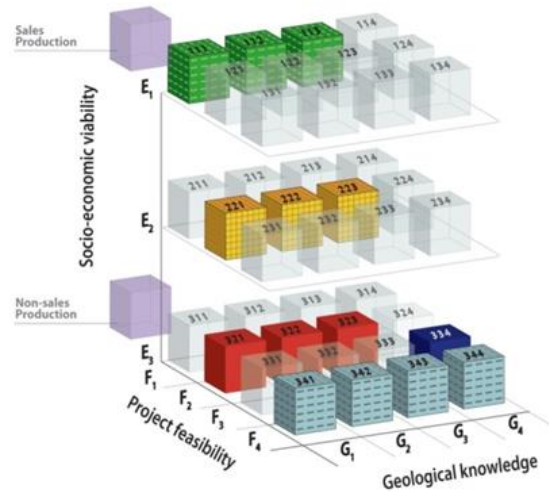 Sales
Production
Socio-economic viability
E1
111
112
113
114
121
122
123
124
131
132
133
134
E2
211
212
213
214
221
222
223
224
231
232
233
234
Non-sales
Production
E3
311
312
313
314
321
322
323
324
331
332
333
334
341
342
343
344
F1
F2
F3
F4
Project feasibility
G1
G2
G3
G4
Geological knowledge